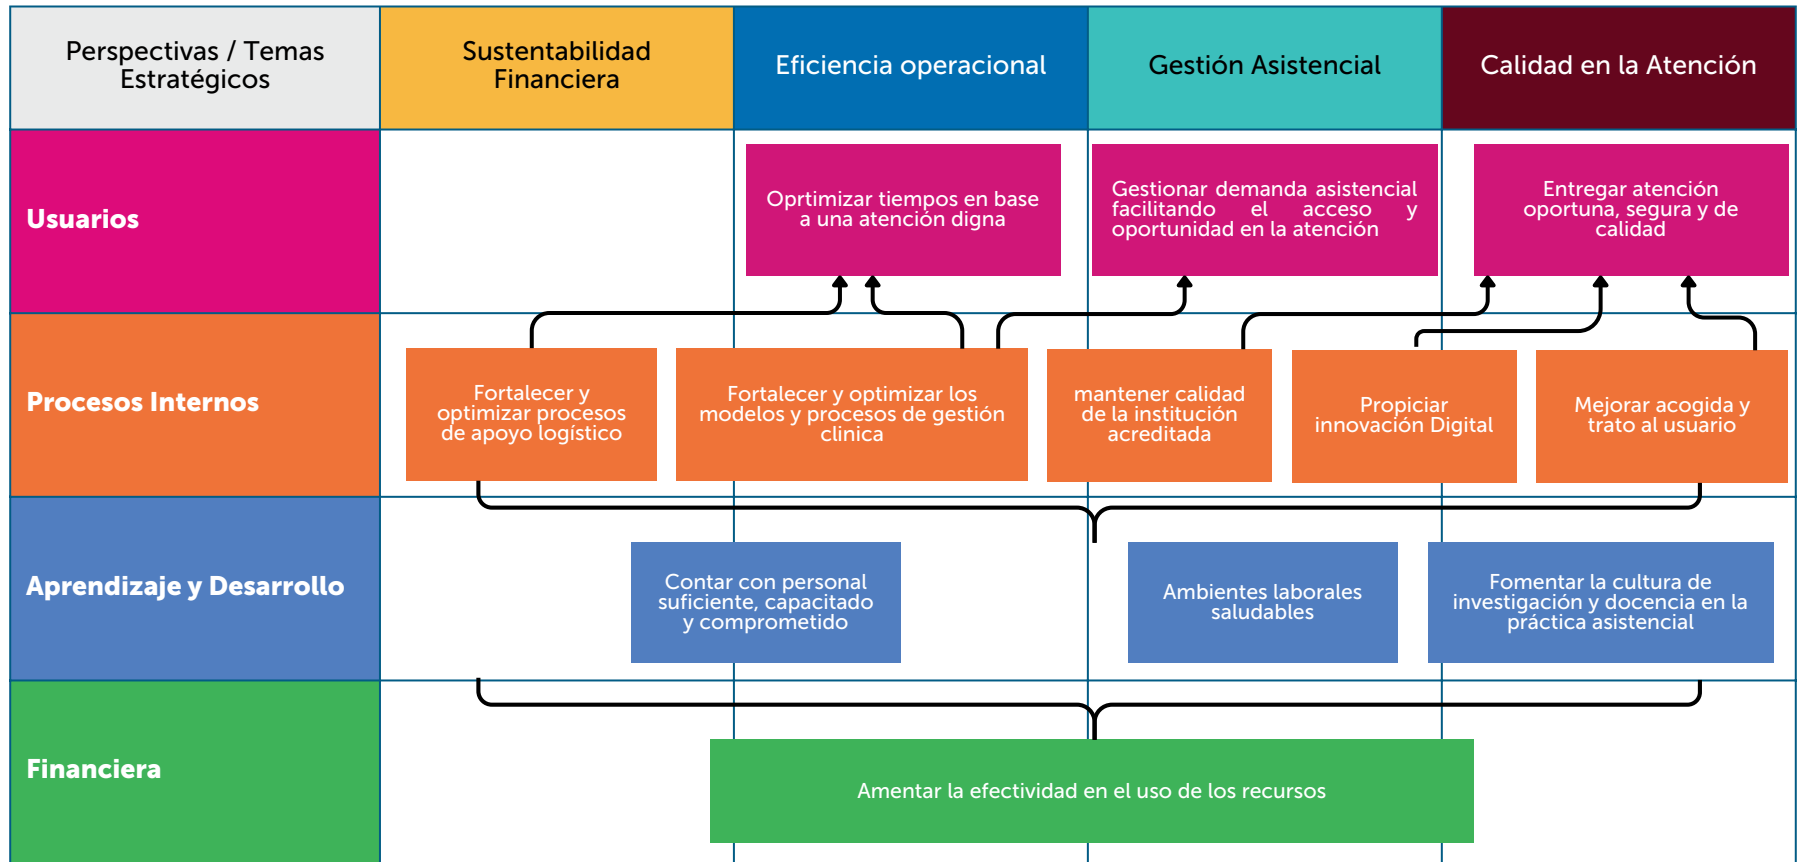 Perspectivas / Temas
Estratégicos
Sustentabilidad
Financiera
Eficiencia operacional
Gestión Asistencial
Calidad en la Atención
Usuarios
Oprtimizar tiempos en base
a una atención digna
Gestionar demanda asistencial
facilitando el acceso y
oportunidad en la atención
Entregar atención
oportuna, segura y de
calidad
Procesos Internos
Fortalecer y
optimizar procesos
de apoyo logístico
Fortalecer y optimizar los
modelos y procesos de gestión
clinica
mantener calidad
de la institución
acreditada
Propiciar
innovación Digital
Mejorar acogida y
trato al usuario
Aprendizaje y Desarrollo
Contar con personal
suficiente, capacitado
y comprometido
Ambientes laborales
saludables
Fomentar la cultura de
investigación y docencia en la
práctica asistencial
Financiera
Amentar la efectividad en el uso de los recursos